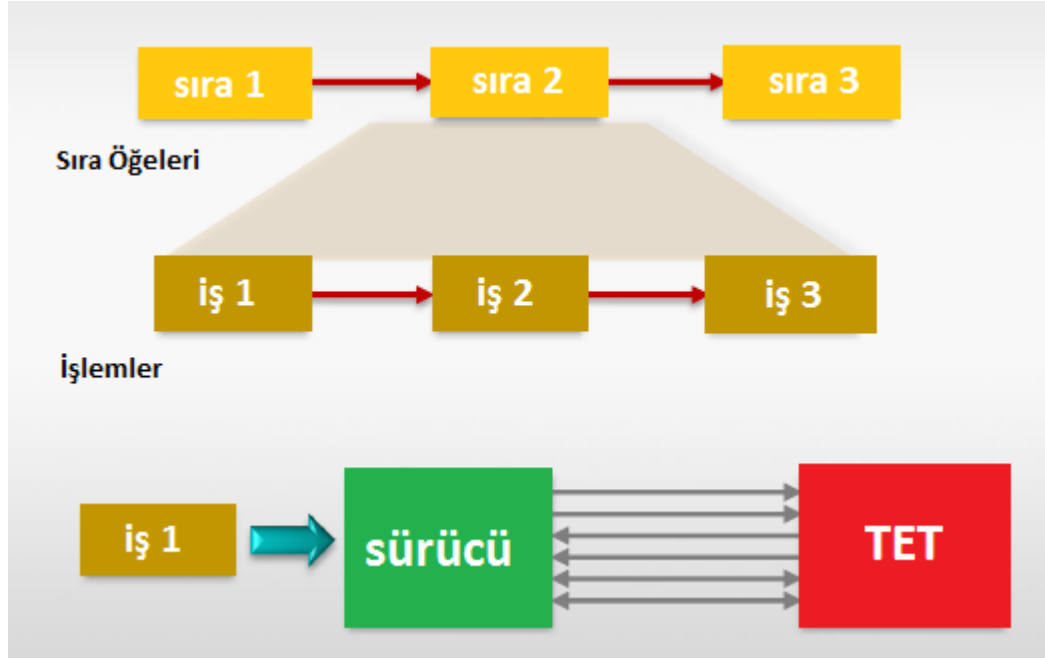 sıra 1
sıra 2
sıra 3
Sıra Öğeleri
iş 1
iş 2
iş 3
İşlemler
iş 1
sürücü
TET